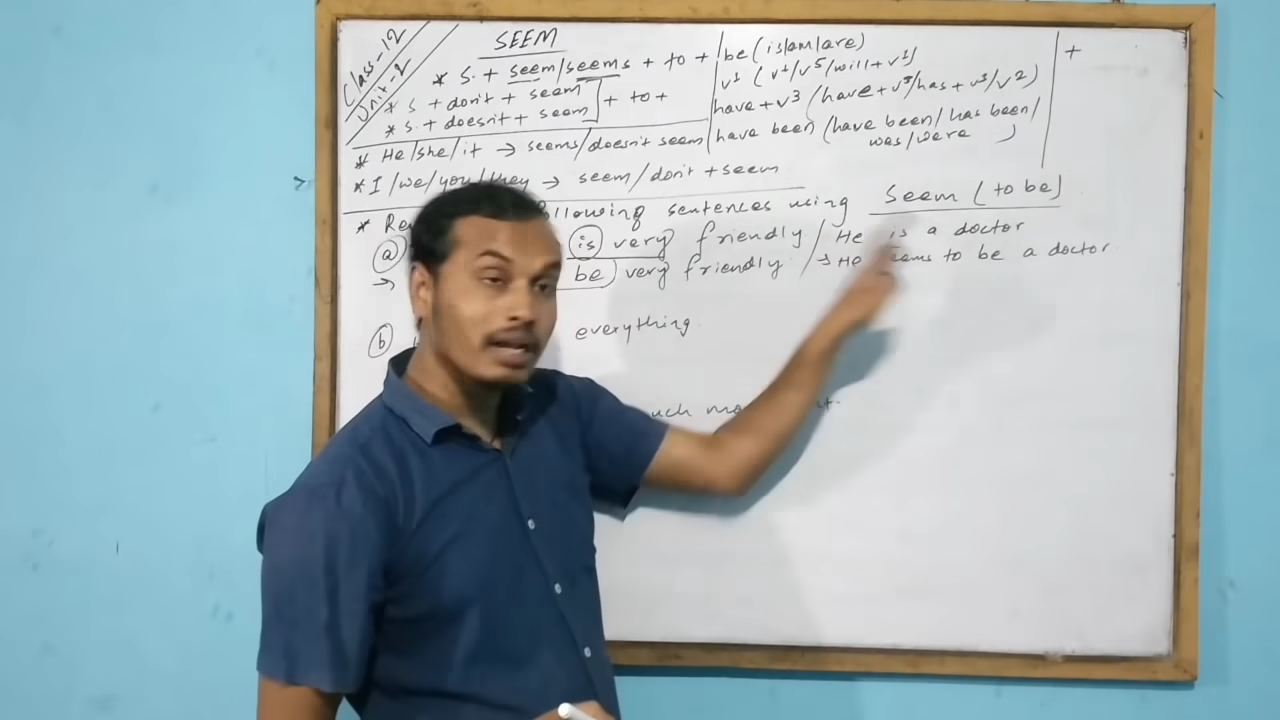 Class-12
Unit-2
SEEM
* S. + seem/seems + to +
* S + don't + seem
* S. + doesn't + seem
+ to +
be (is/am/are)
v¹ (v¹/v⁵/will+v¹)
have + v³ (have+v³/has+v³/v²)
have been (have been/has been/
was/were )
+
* He/she/it → seems/doesn't seem
* I/we/you/they → seem/don't + seem
* following sentences using Seem (to be)
(a) is very friendly / He is a doctor
→ be very friendly. / → He seems to be a doctor
(b) everything.